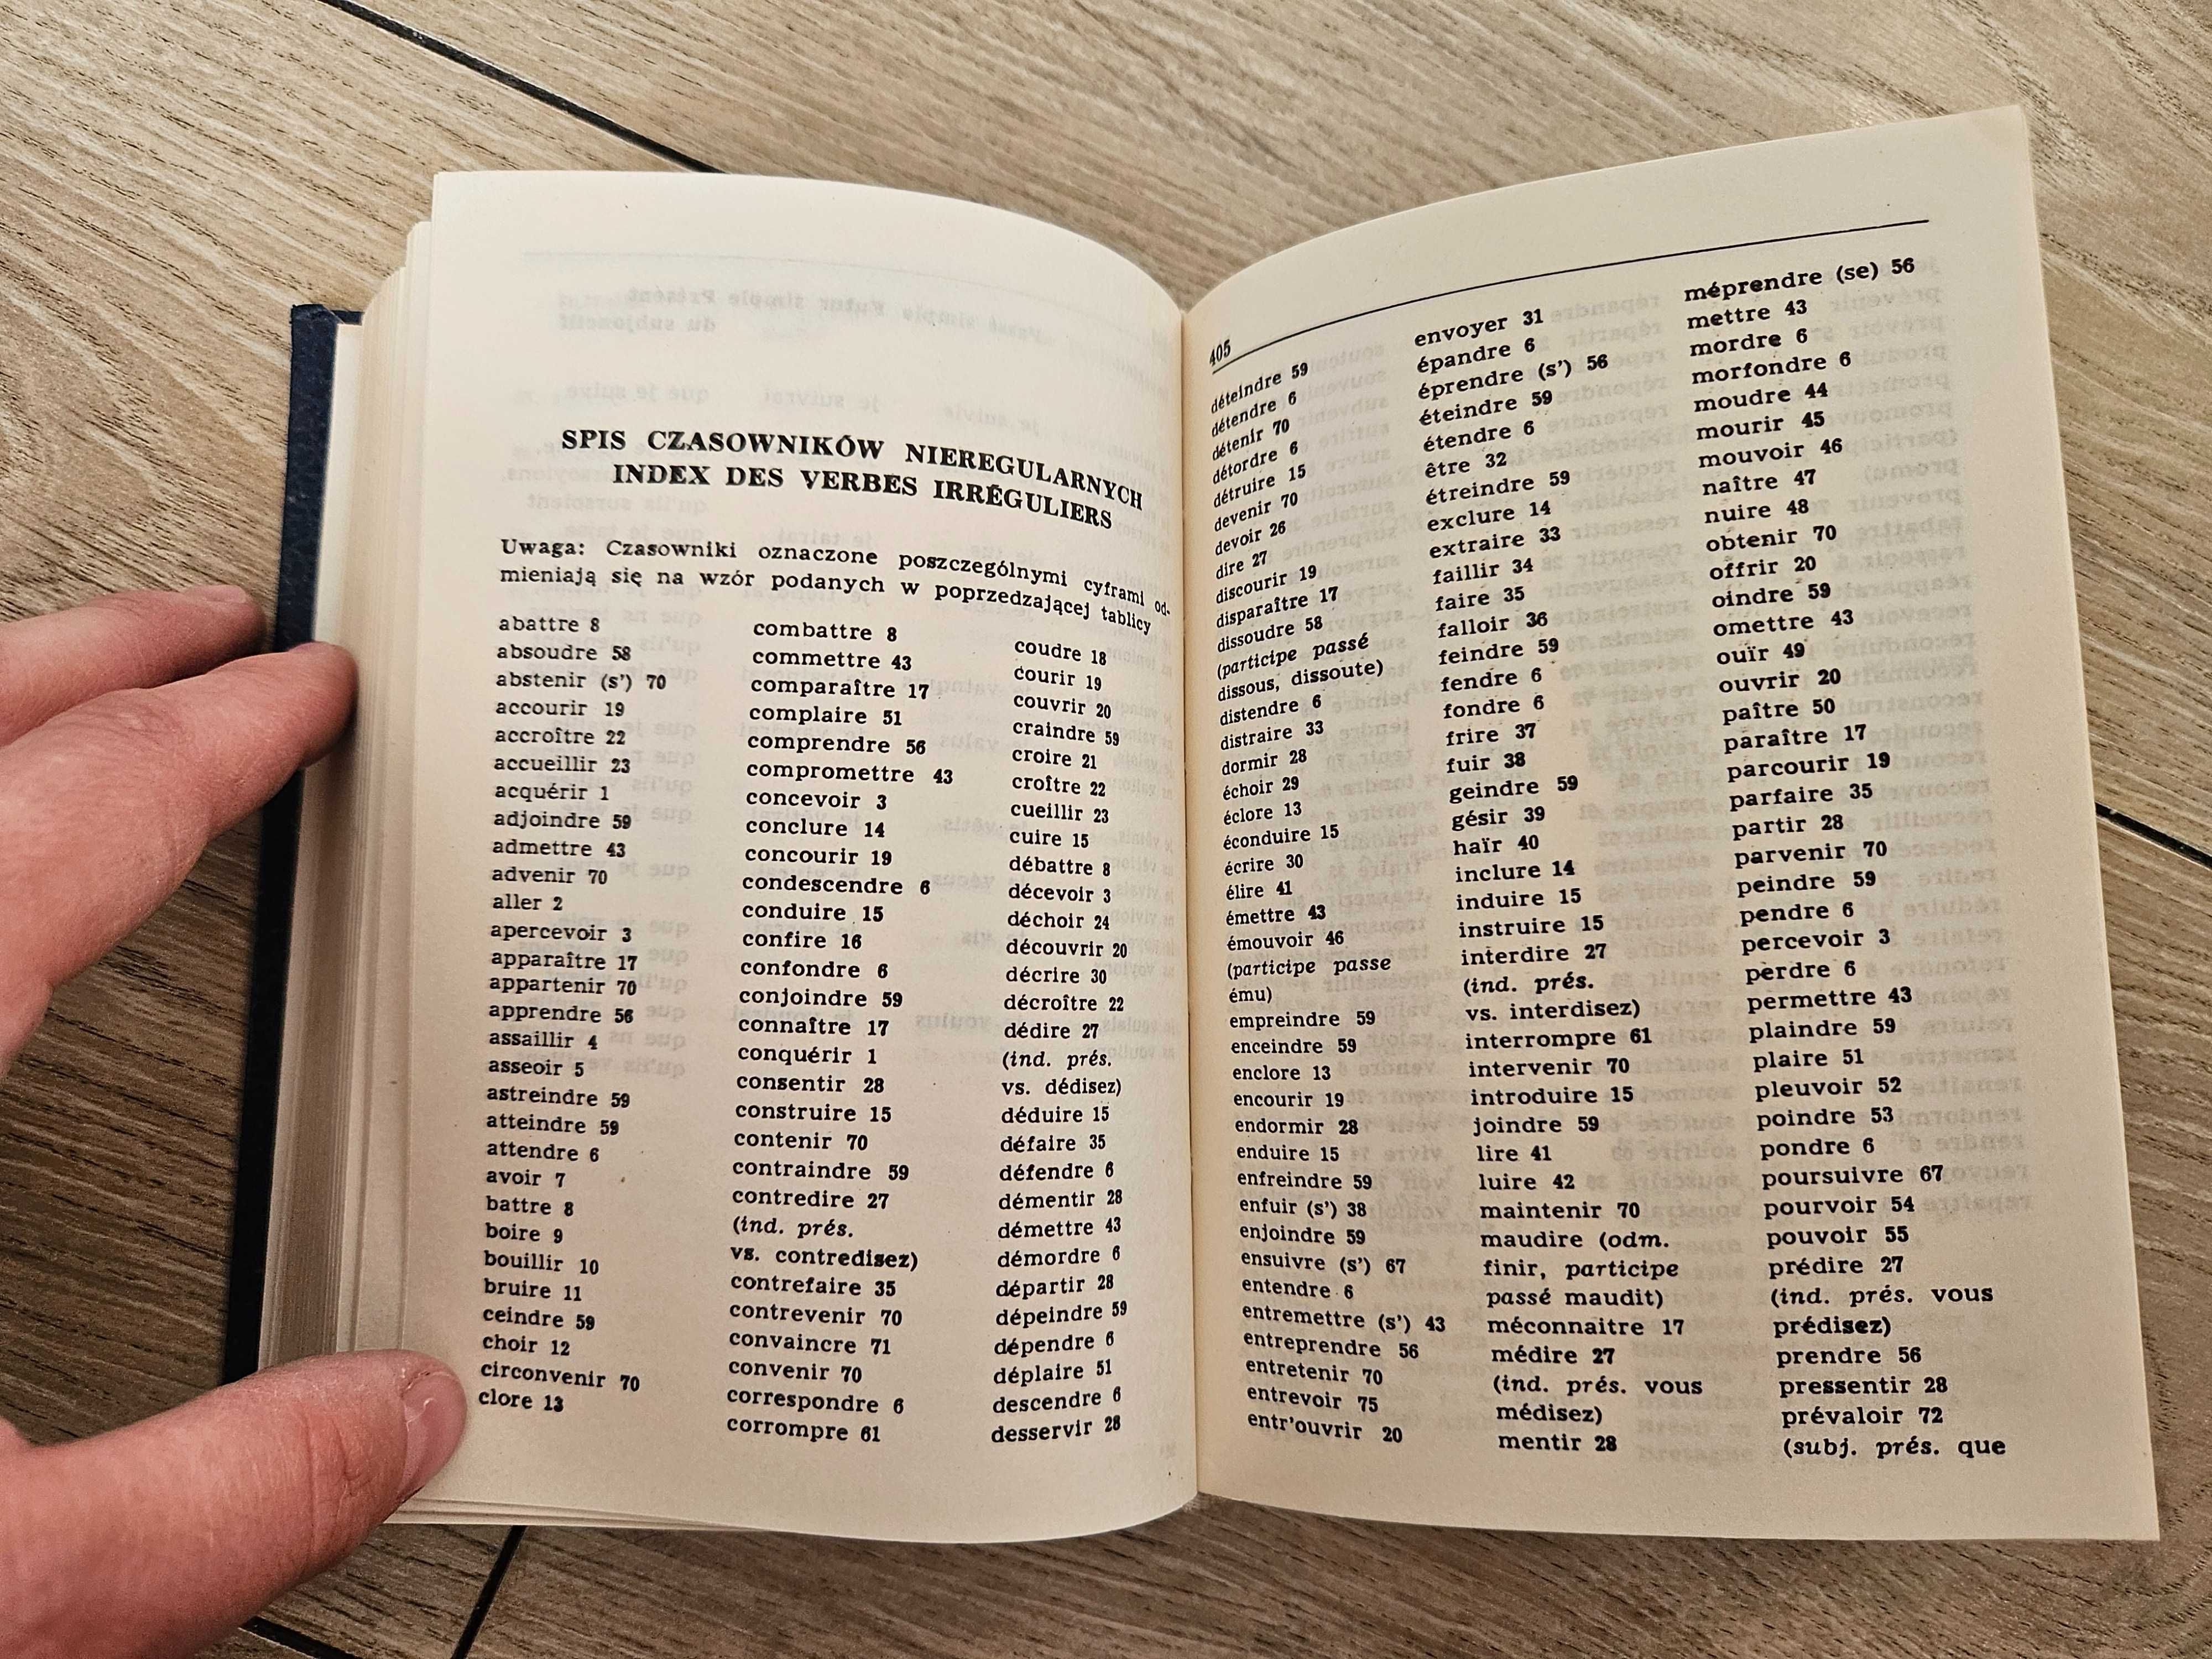 SPIS CZASOWNIKÓW NIEREGULARNYCH
INDEX DES VERBES IRRÉGULIERS
Uwaga: Czasowniki oznaczone poszczególnymi cyframi od-
mieniają się na wzór podanych w poprzedzającej tablicy
abattre 8
absoudre 58
abstenir (s') 70
accourir 19
accroître 22
accueillir 23
acquérir 1
adjoindre 59
admettre 43
advenir 70
aller 2
apercevoir 3
apparaître 17
appartenir 70
apprendre 56
assaillir 4
asseoir 5
astreindre 59
atteindre 59
attendre 6
avoir 7
battre 8
boire 9
bouillir 10
bruire 11
ceindre 59
choir 12
circonvenir 70
clore 13
combattre 8
commettre 43
comparaître 17
complaire 51
comprendre 56
compromettre 43
concevoir 3
conclure 14
concourir 19
condescendre 6
conduire 15
confire 16
confondre 6
conjoindre 59
connaître 17
conquérir 1
consentir 28
construire 15
contenir 70
contraindre 59
contredire 27
(ind. prés.
vs. contredisez)
contrefaire 35
contrevenir 70
convaincre 71
convenir 70
correspondre 6
corrompre 61
coudre 18
courir 19
couvrir 20
craindre 59
croire 21
croître 22
cueillir 23
cuire 15
débattre 8
décevoir 3
déchoir 24
découvrir 20
décrire 30
décroître 22
dédire 27
(ind. prés.
vs. dédisez)
déduire 15
défaire 35
défendre 6
démentir 28
démettre 43
démordre 6
départir 28
dépeindre 59
dépendre 6
déplaire 51
descendre 6
desservir 28
405
déteindre 59
détendre 6
détenir 70
détordre 6
détruire 15
devenir 70
devoir 26
dire 27
discourir 19
disparaître 17
dissoudre 58
(participe passé
dissous, dissoute)
distendre 6
distraire 33
dormir 28
échoir 29
éclore 13
éconduire 15
écrire 30
élire 41
émettre 43
émouvoir 46
(participe passe
ému)
empreindre 59
enceindre 59
enclore 13
encourir 19
endormir 28
enduire 15
enfreindre 59
enfuir (s') 38
enjoindre 59
ensuivre (s') 67
entendre 6
entremettre (s') 43
entreprendre 56
entretenir 70
entrevoir 75
entr'ouvrir 20
envoyer 31
épandre 6
éprendre (s') 56
éteindre 59
étendre 6
être 32
étreindre 59
exclure 14
extraire 33
faillir 34
faire 35
falloir 36
feindre 59
fendre 6
fondre 6
frire 37
fuir 38
geindre 59
gésir 39
haïr 40
inclure 14
induire 15
instruire 15
interdire 27
(ind. prés.
vs. interdisez)
interrompre 61
intervenir 70
introduire 15
joindre 59
lire 41
luire 42
maintenir 70
maudire (odm.
finir, participe
passé maudit)
méconnaitre 17
médire 27
(ind. prés. vous
médisez)
mentir 28
méprendre (se) 56
mettre 43
mordre 6
morfondre 6
moudre 44
mourir 45
mouvoir 46
naître 47
nuire 48
obtenir 70
offrir 20
oindre 59
omettre 43
ouïr 49
ouvrir 20
paître 50
paraître 17
parcourir 19
parfaire 35
partir 28
parvenir 70
peindre 59
pendre 6
percevoir 3
perdre 6
permettre 43
plaindre 59
plaire 51
pleuvoir 52
poindre 53
pondre 6
poursuivre 67
pourvoir 54
pouvoir 55
prédire 27
(ind. prés. vous
prédisez)
prendre 56
pressentir 28
prévaloir 72
(subj. prés. que